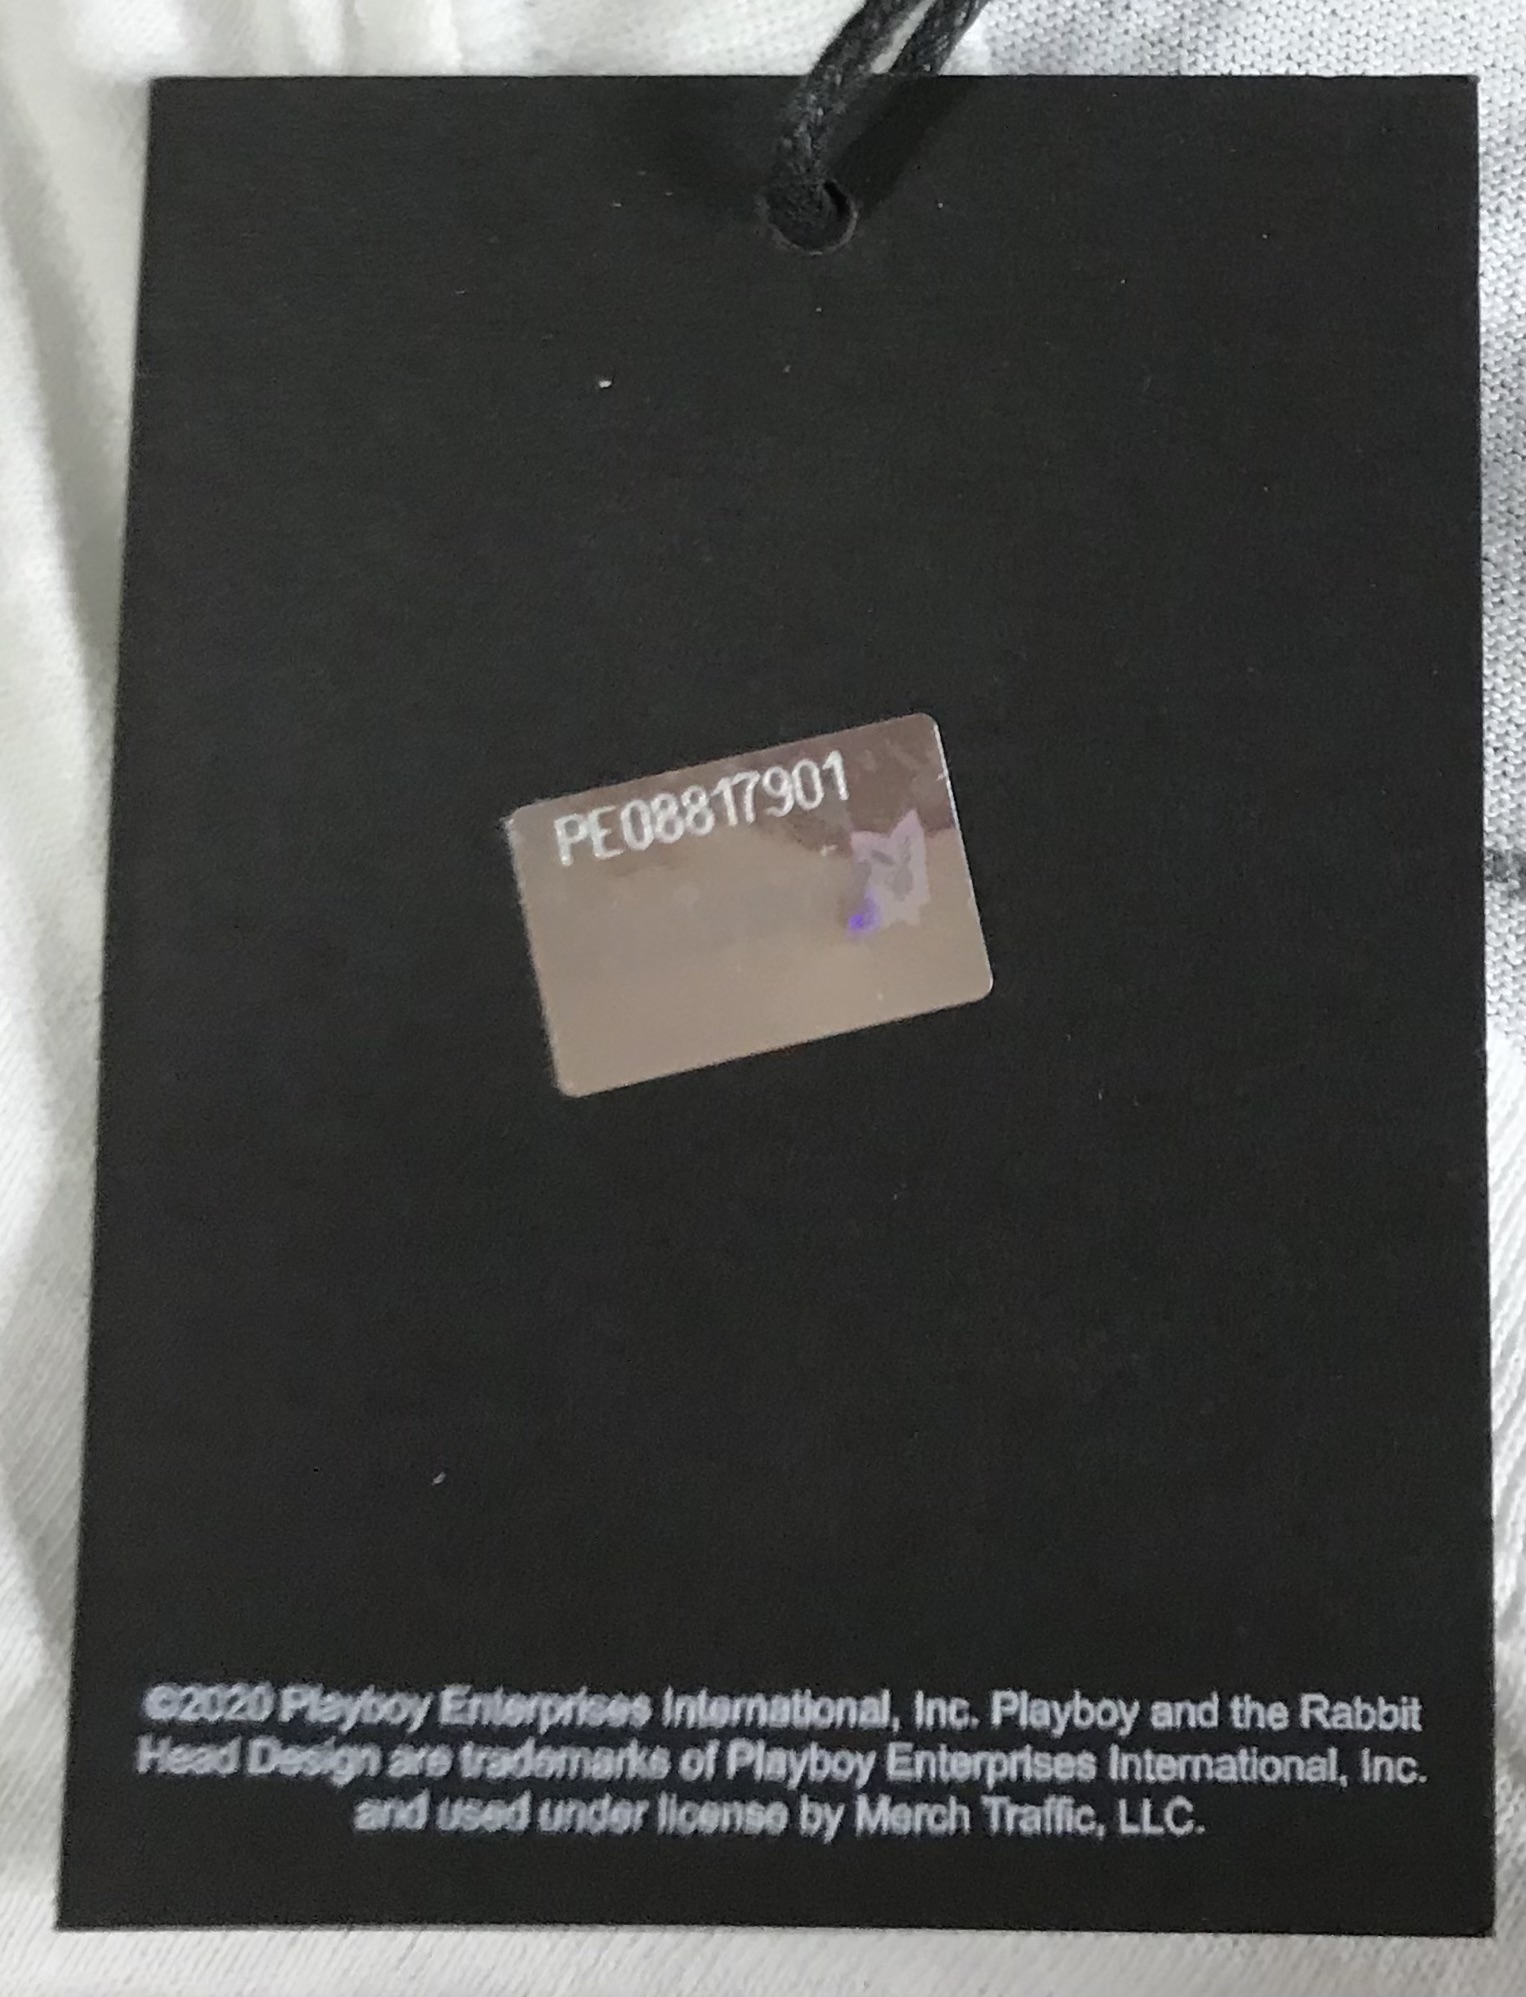 PE08817901
©2020 Playboy Enterprises International, Inc. Playboy and the Rabbit
Head Design are trademarks of Playboy Enterprises International, Inc.
and used under license by Merch Traffic, LLC.